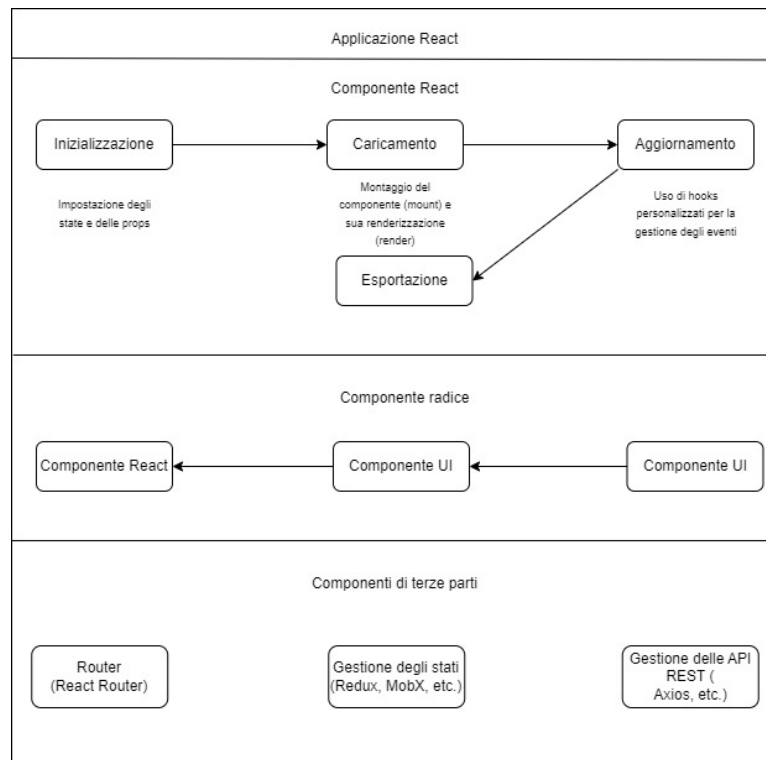 Applicazione React
Componente React
Inizializzazione
Caricamento
Aggiornamento
Impostazione degli
state e delle props
Montaggio del
componente (mount) e
sua renderizzazione
(render)
Uso di hooks
personalizzati per la
gestione degli eventi
Esportazione
Componente radice
Componente React
Componente UI
Componente UI
Componenti di terze parti
Router
(React Router)
Gestione degli stati
(Redux, MobX, etc.)
Gestione delle API
REST (
Axios, etc.)